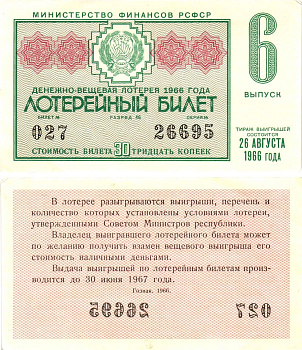 МИНИСТЕРСТВО ФИНАНСОВ РСФСР
6
ВЫПУСК
ДЕНЕЖНО-ВЕЩЕВАЯ ЛОТЕРЕЯ 1966 ГОДА
ЛОТЕРЕЙНЫЙ БИЛЕТ
БИЛЕТ № РАЗРЯД СЕРИЯ №
027 26695
СТОИМОСТЬ БИЛЕТА 30 ТРИДЦАТЬ КОПЕЕК
ТИРАЖ ВЫИГРЫШЕЙ
СОСТОИТСЯ
26 АВГУСТА
1966 ГОДА
В лотерее разыгрываются выигрыши, перечень и
количество которых установлены условиями лотереи,
утвержденными Советом Министров республики.
Владелец выигравшего лотерейного билета может
по желанию получить взамен вещевого выигрыша его
стоимость наличными деньгами.
Выдача выигрышей по лотерейным билетам произ-
водится до 30 июня 1967 года.
Гознак. 1966.
26695 027